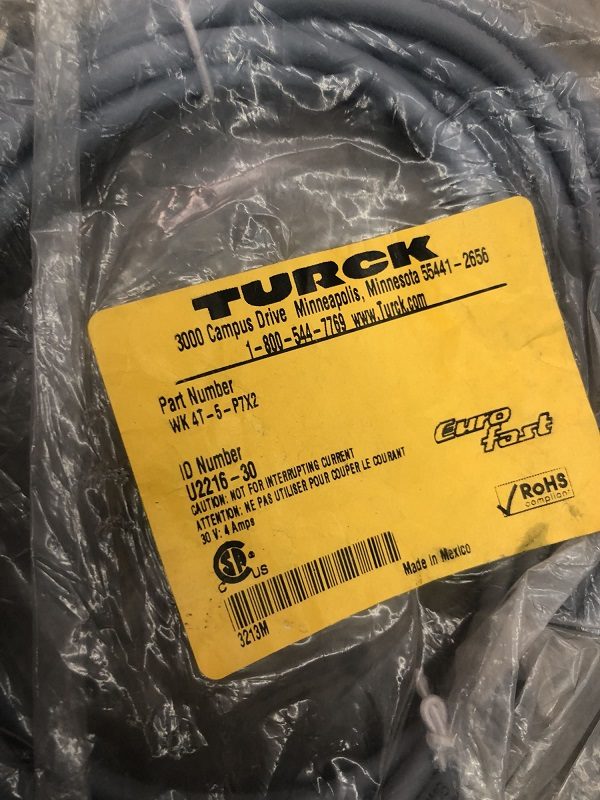 TURCK
3000 Campus Drive Minneapolis, Minnesota 55441-2656
1-800-544-7769 www.Turck.com
Part Number
WK 4T-5-P7X2
Euro
fast
ID Number
U2216-30
CAUTION: NOT FOR INTERRUPTING CURRENT
ATTENTION: NE PAS UTILISER POUR COUPER LE COURANT
30 V: 4 Amps
RoHS
compliant
C SA US
Made in Mexico
3213M